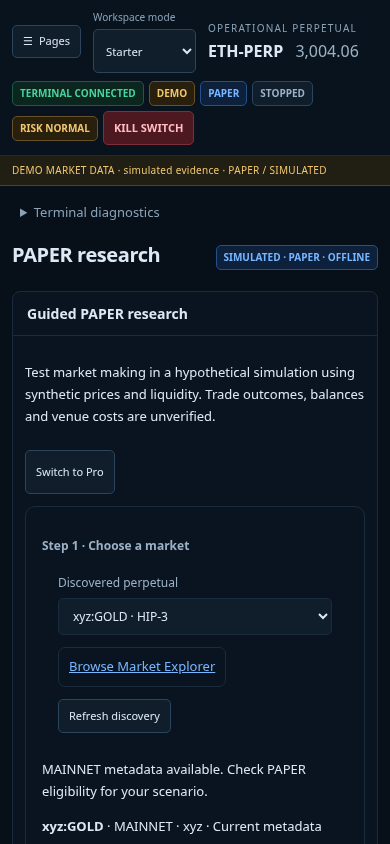 ☰ Pages
Workspace mode
Starter
OPERATIONAL PERPETUAL
ETH-PERP 3,004.06
TERMINAL CONNECTED DEMO PAPER STOPPED
RISK NORMAL KILL SWITCH
DEMO MARKET DATA · simulated evidence · PAPER / SIMULATED
▶ Terminal diagnostics
PAPER research
SIMULATED · PAPER · OFFLINE
Guided PAPER research
Test market making in a hypothetical simulation using
synthetic prices and liquidity. Trade outcomes, balances
and venue costs are unverified.
Switch to Pro
Step 1 · Choose a market
Discovered perpetual
xyz:GOLD · HIP-3
Browse Market Explorer
Refresh discovery
MAINNET metadata available. Check PAPER
eligibility for your scenario.
xyz:GOLD · MAINNET · xyz · Current metadata